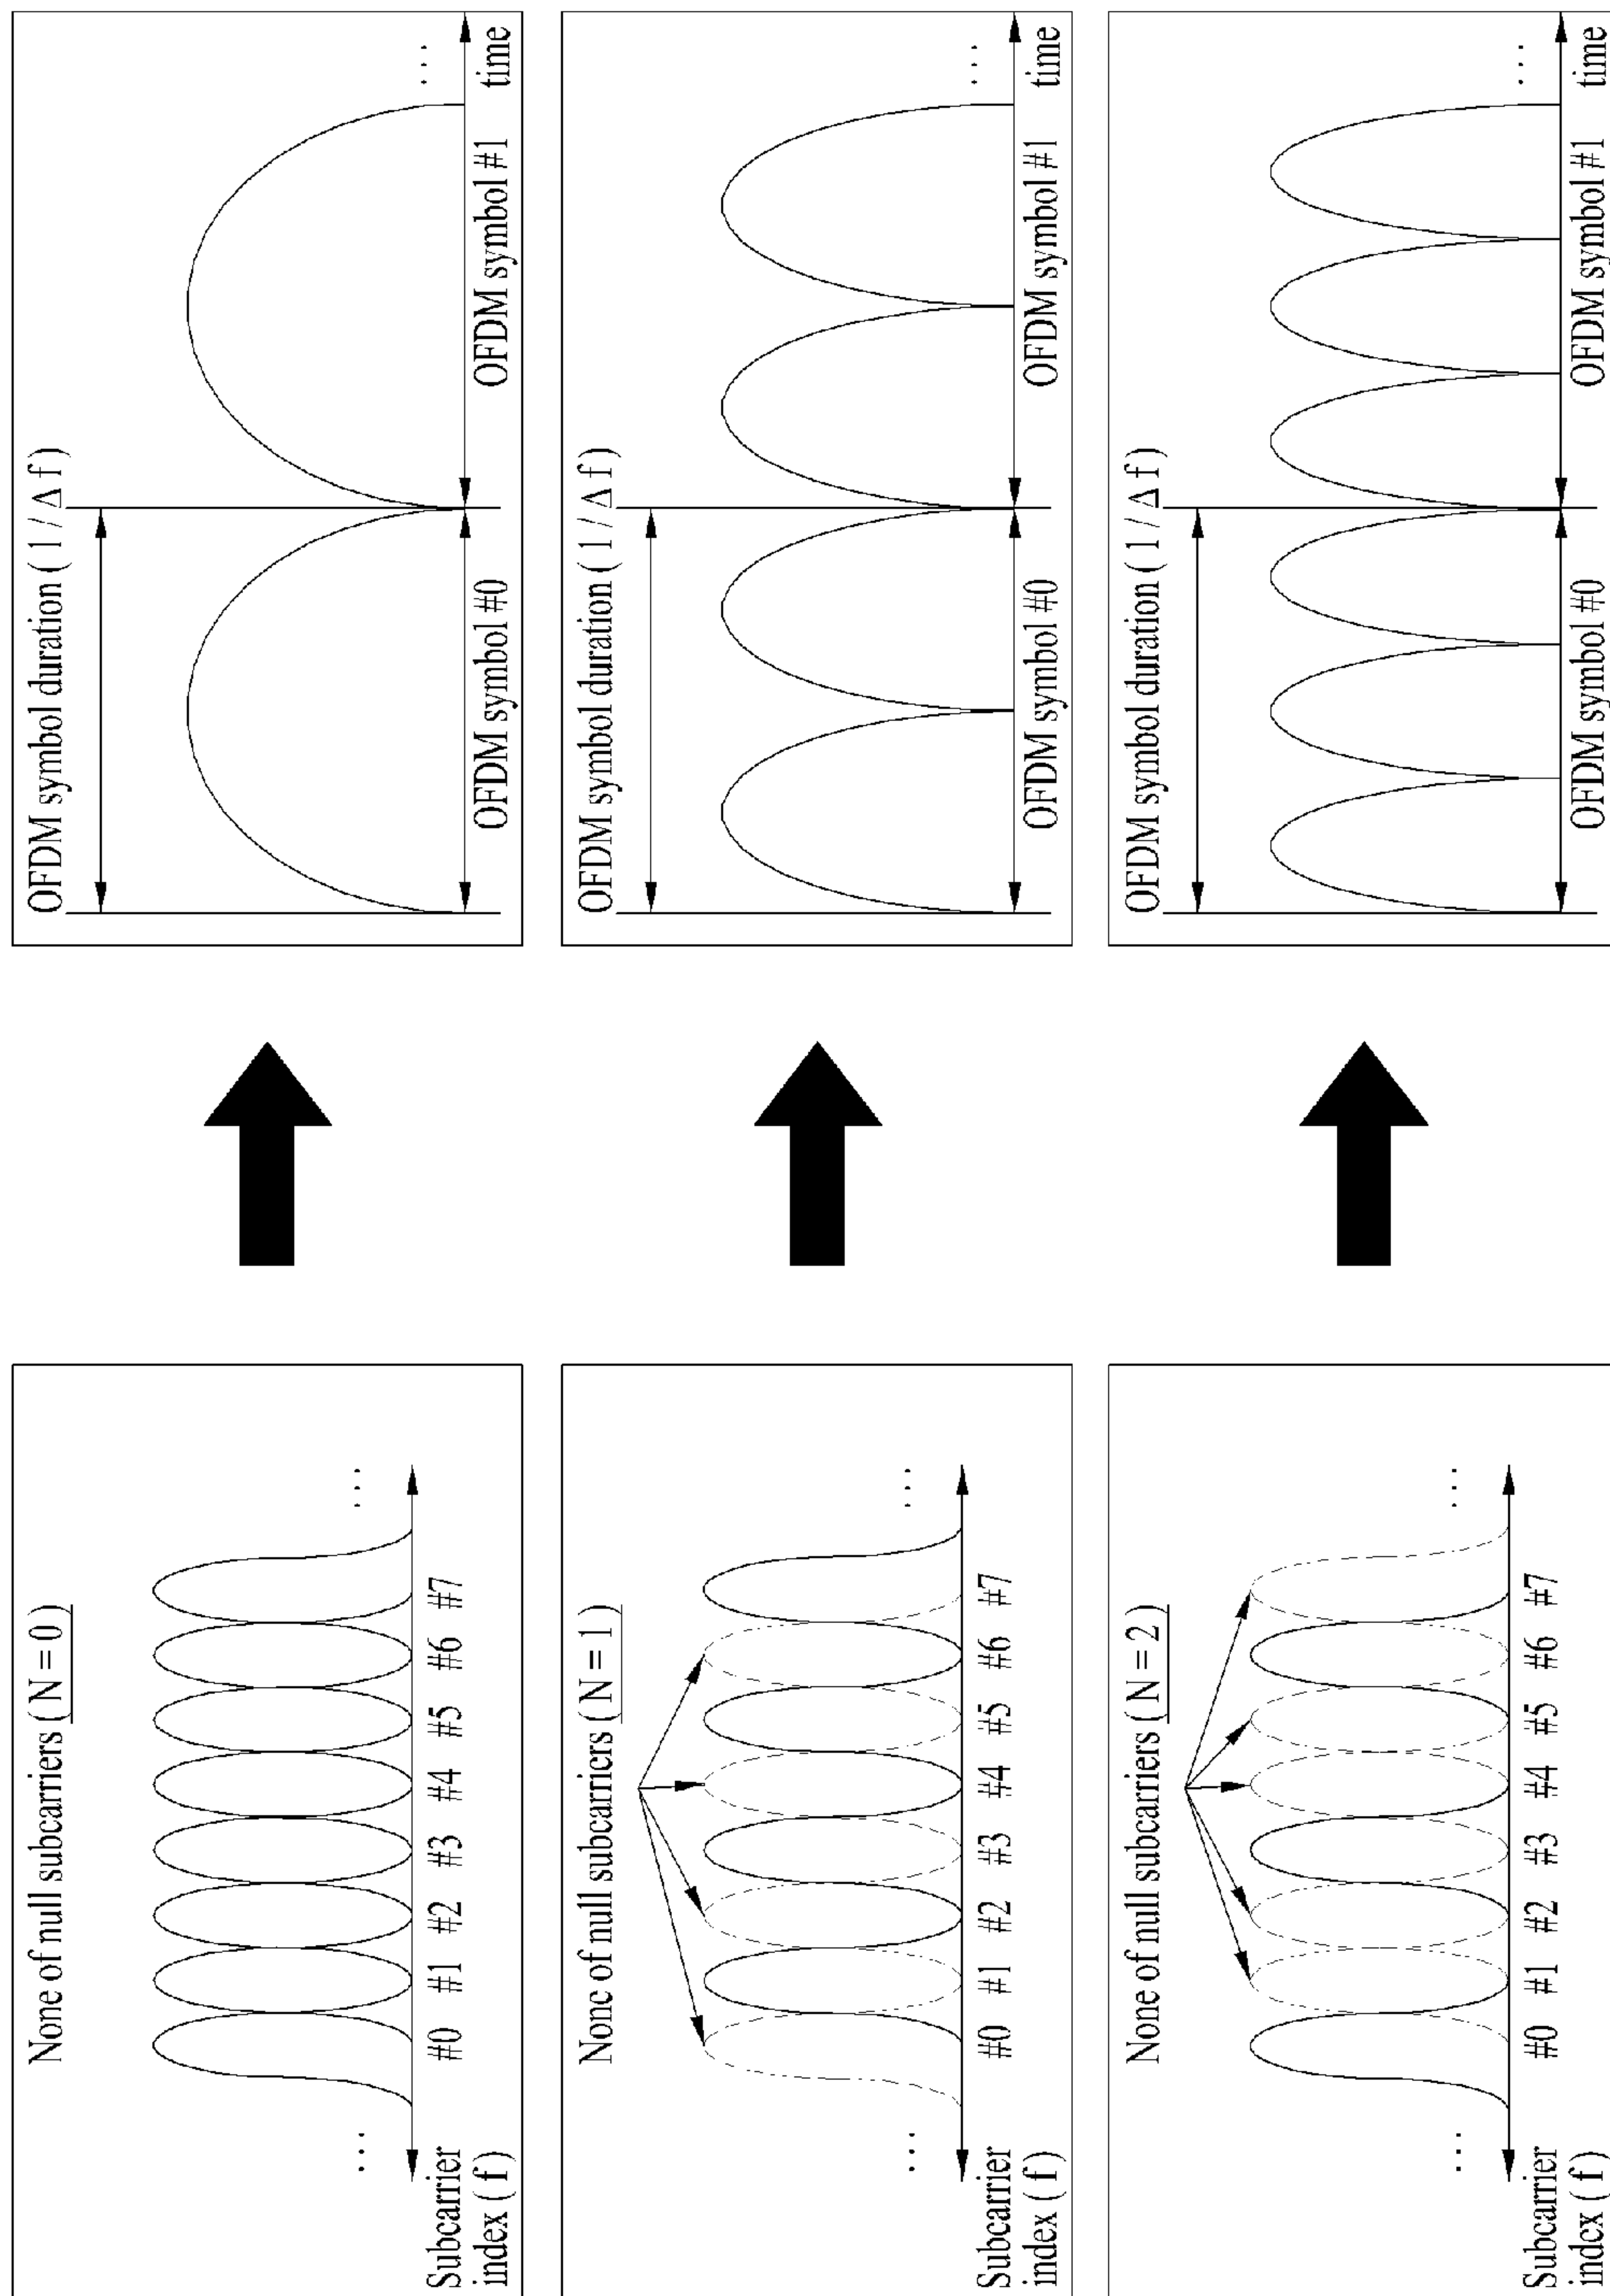 None of null subcarriers ( N = 0 )
...
...
Subcarrier
index ( f )
#0 #1 #2 #3 #4 #5 #6 #7
OFDM symbol duration ( 1 / Δ f )
...
OFDM symbol #0
OFDM symbol #1
time
None of null subcarriers ( N = 1 )
...
...
Subcarrier
index ( f )
#0 #1 #2 #3 #4 #5 #6 #7
OFDM symbol duration ( 1 / Δ f )
...
OFDM symbol #0
OFDM symbol #1
time
None of null subcarriers ( N = 2 )
...
...
Subcarrier
index ( f )
#0 #1 #2 #3 #4 #5 #6 #7
OFDM symbol duration ( 1 / Δ f )
...
OFDM symbol #0
OFDM symbol #1
time